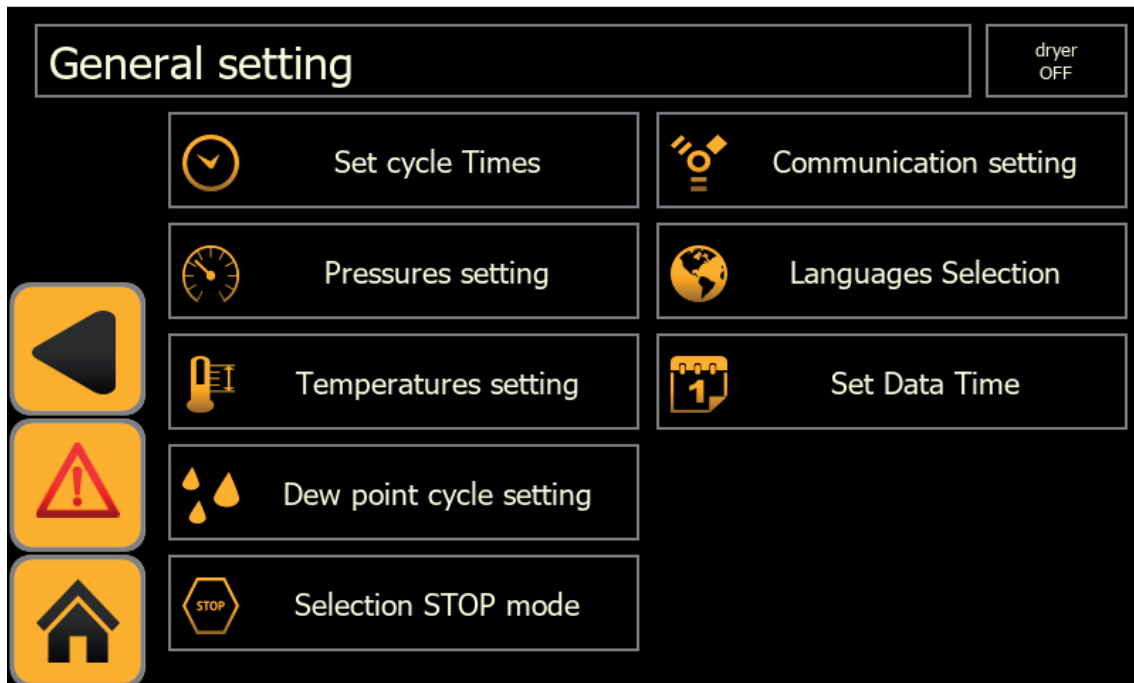 General setting
dryer
OFF
Set cycle Times
Communication setting
Pressures setting
Languages Selection
Temperatures setting
1
Set Data Time
Dew point cycle setting
STOP
Selection STOP mode